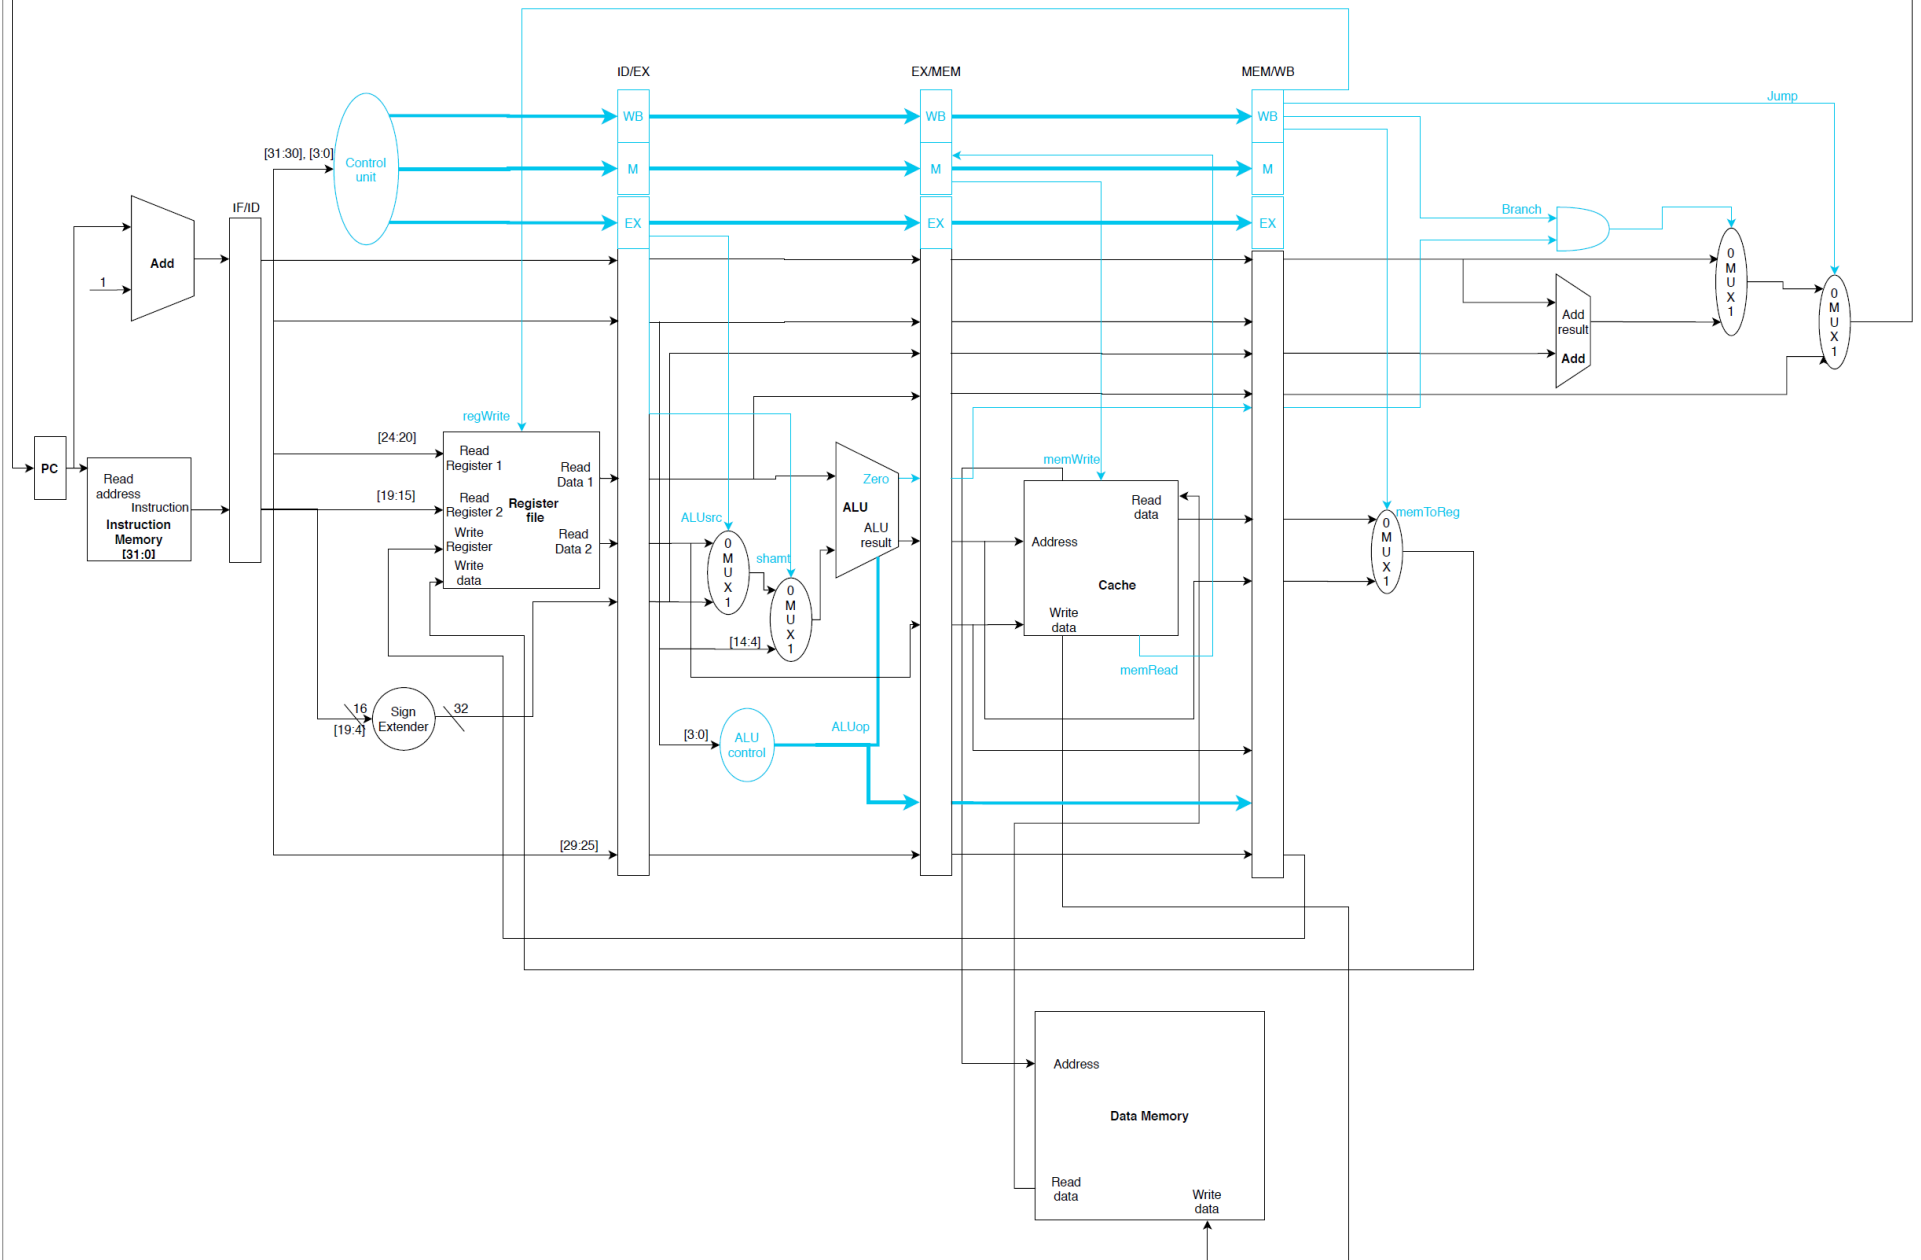 ID/EX
EX/MEM
MEM/WB
Jump
WB
WB
WB
[31:30], [3:0]
Control
unit
M
M
M
IF/ID
EX
EX
EX
Branch
Add
1
0
M
U
X
1
0
M
U
X
1
Add
result
Add
regWrite
[24:20]
Read
Register 1
Read
Data 1
[19:15]
Read
Register 2
Register
file
Write
Register
Read
Data 2
Write
data
PC
Read
address
Instruction
Instruction
Memory
[31:0]
ALUsrc
0
M
U
X
1
shamt
0
M
U
X
1
[14:4]
Zero
ALU
ALU
result
memWrite
Read
data
Address
Cache
Write
data
memRead
memToReg
0
M
U
X
1
16
[19:4]
Sign
Extender
32
[3:0]
ALU
control
ALUop
[29:25]
Address
Data Memory
Read
data
Write
data